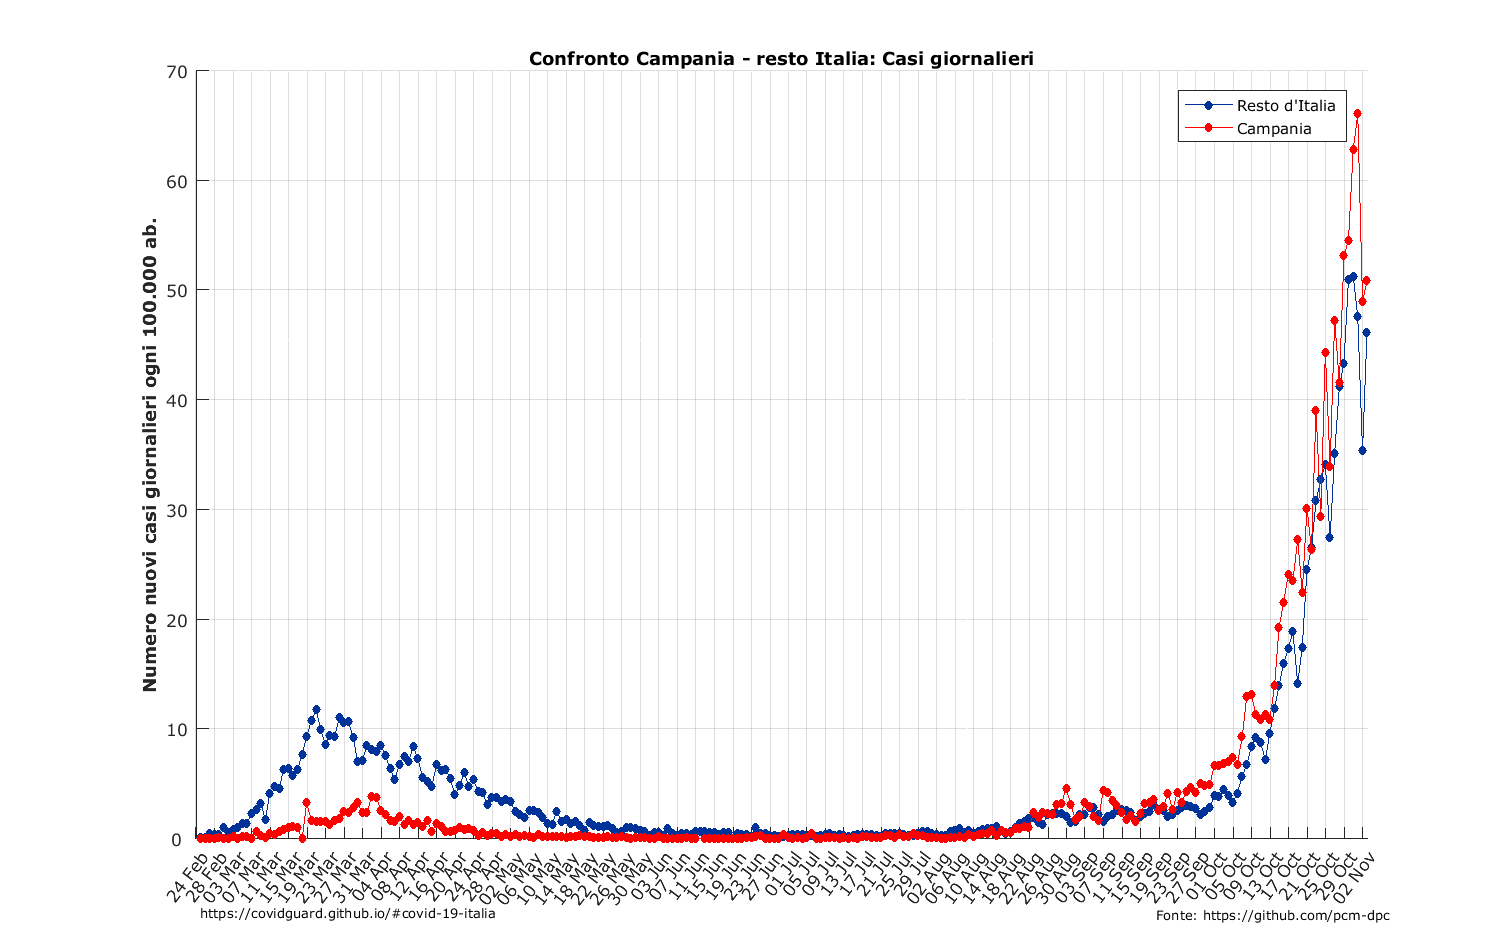 Confronto Campania - resto Italia: Casi giornalieri
Resto d'Italia
Campania
Numero nuovi casi giornalieri ogni 100.000 ab.
70
60
50
40
30
20
10
0
24 Feb
28 Feb
03 Mar
07 Mar
11 Mar
15 Mar
19 Mar
23 Mar
27 Mar
31 Mar
04 Apr
08 Apr
12 Apr
16 Apr
20 Apr
24 Apr
28 Apr
02 May
06 May
10 May
14 May
18 May
22 May
26 May
30 May
03 Jun
07 Jun
11 Jun
15 Jun
19 Jun
23 Jun
27 Jun
01 Jul
05 Jul
09 Jul
13 Jul
17 Jul
21 Jul
25 Jul
29 Jul
02 Aug
06 Aug
10 Aug
14 Aug
18 Aug
22 Aug
26 Aug
30 Aug
03 Sep
07 Sep
11 Sep
15 Sep
19 Sep
23 Sep
27 Sep
01 Oct
05 Oct
09 Oct
13 Oct
17 Oct
21 Oct
25 Oct
29 Oct
02 Nov
https://covidguard.github.io/#covid-19-italia
Fonte: https://github.com/pcm-dpc